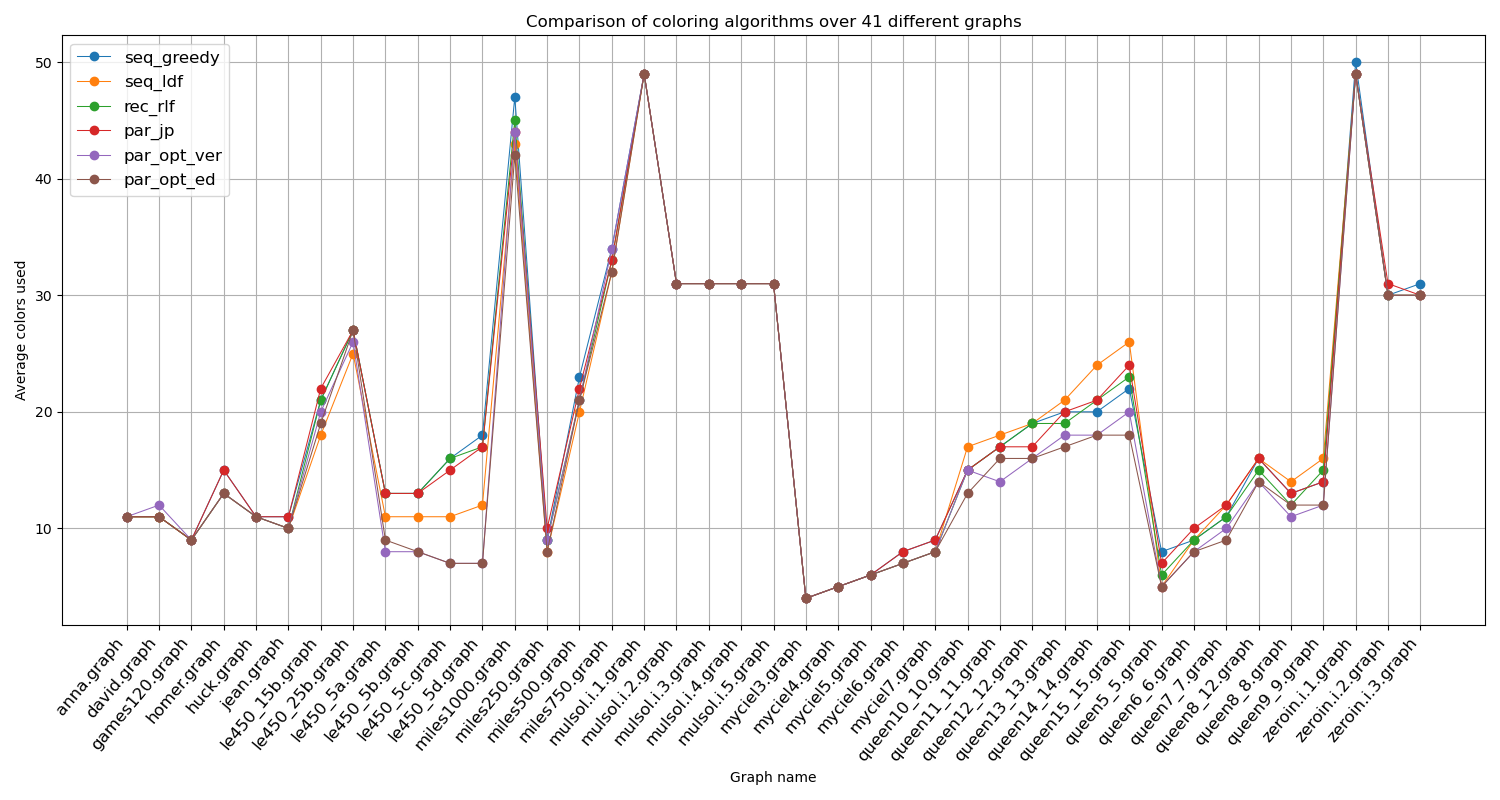 Comparison of coloring algorithms over 41 different graphs
seq_greedy
seq_ldf
rec_rlf
par_jp
par_opt_ver
par_opt_ed
50
40
30
20
10
Average colors used
anna.graph
david.graph
games120.graph
homer.graph
huck.graph
jean.graph
le450_15b.graph
le450_25b.graph
le450_5a.graph
le450_5b.graph
le450_5c.graph
le450_5d.graph
miles1000.graph
miles250.graph
miles500.graph
miles750.graph
mulsol.i.1.graph
mulsol.i.2.graph
mulsol.i.3.graph
mulsol.i.4.graph
mulsol.i.5.graph
myciel3.graph
myciel4.graph
myciel5.graph
myciel6.graph
myciel7.graph
queen10_10.graph
queen11_11.graph
queen12_12.graph
queen13_13.graph
queen14_14.graph
queen15_15.graph
queen5_5.graph
queen6_6.graph
queen7_7.graph
queen8_12.graph
queen8_8.graph
queen9_9.graph
zeroin.i.1.graph
zeroin.i.2.graph
zeroin.i.3.graph
Graph name